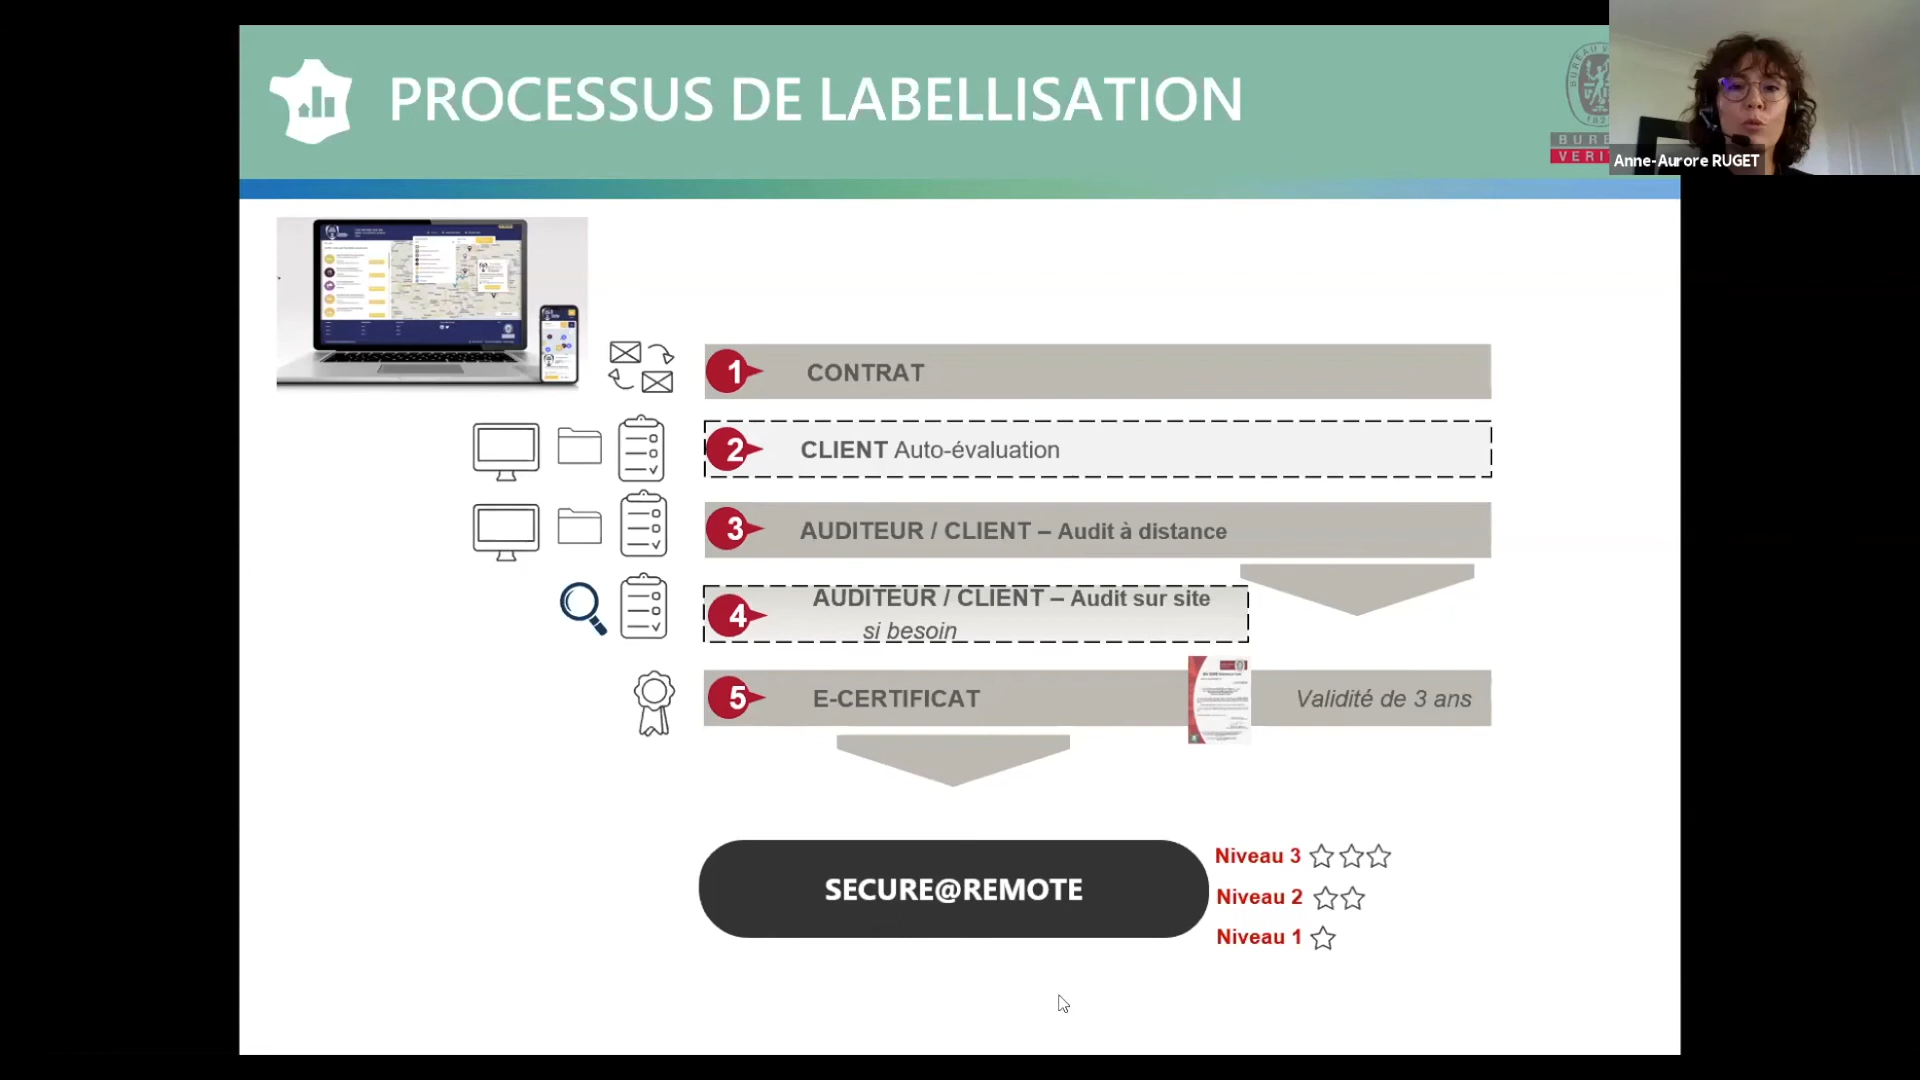 PROCESSUS DE LABELLISATION
Anne-Aurore RUGET
1 CONTRAT
2 CLIENT Auto-évaluation
3 AUDITEUR / CLIENT – Audit à distance
4 AUDITEUR / CLIENT – Audit sur site
si besoin
5 E-CERTIFICAT
Validité de 3 ans
SECURE@REMOTE
Niveau 3
Niveau 2
Niveau 1